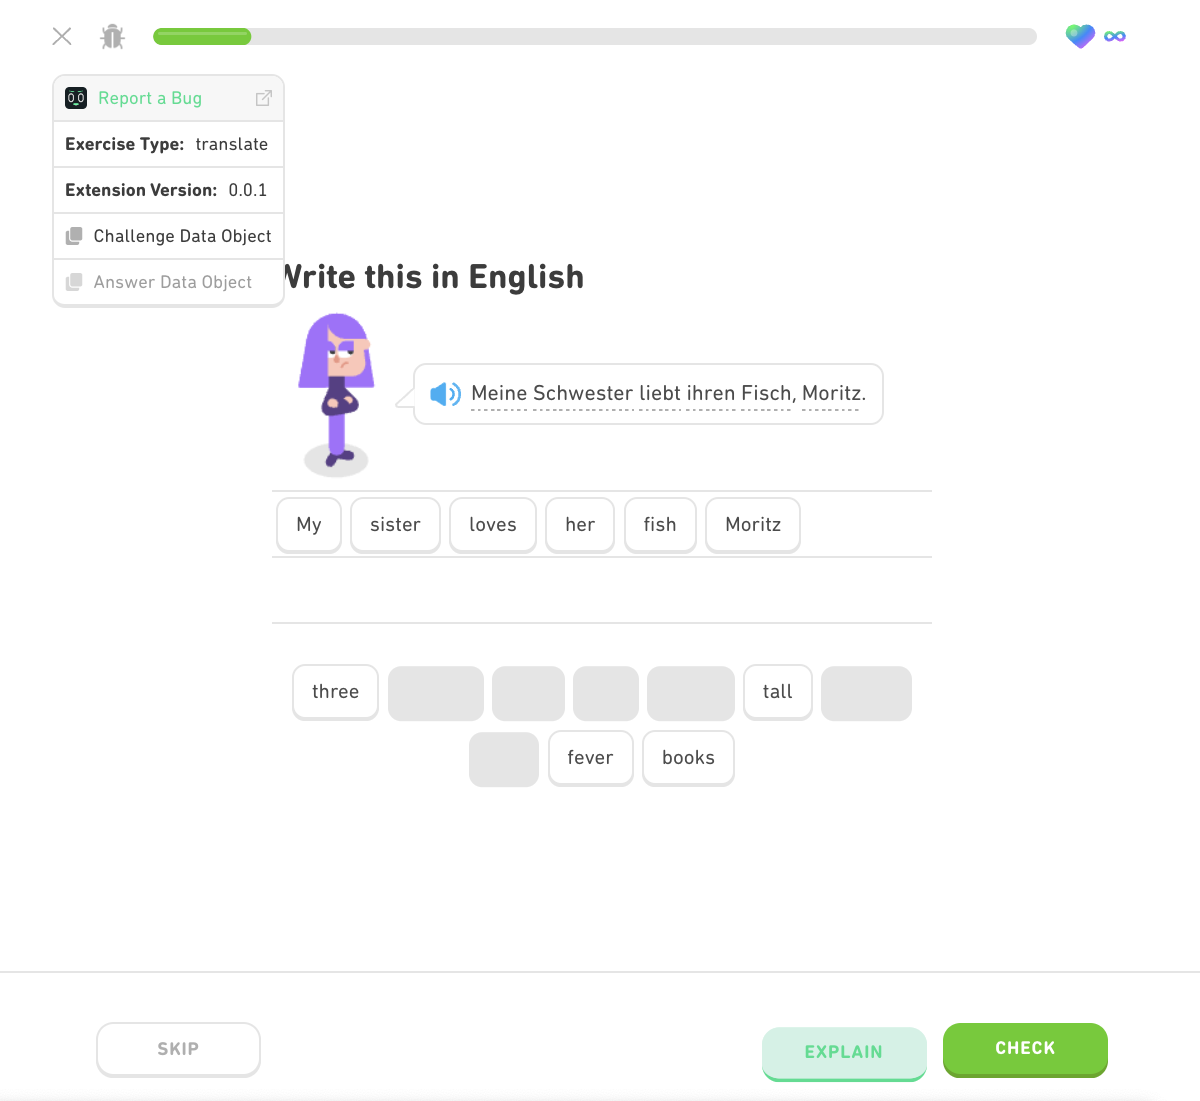 Report a Bug
Exercise Type: translate
Extension Version: 0.0.1
Challenge Data Object
Answer Data Object
Write this in English
Meine Schwester liebt ihren Fisch, Moritz.
My sister loves her fish Moritz
three tall
fever books
SKIP EXPLAIN CHECK